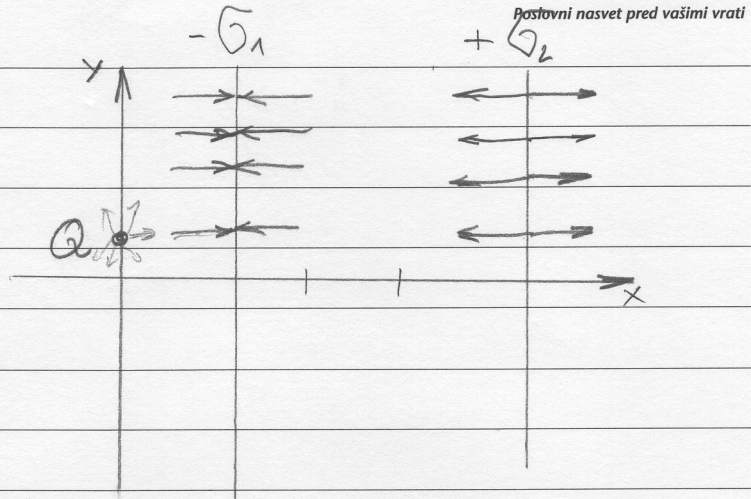 Poslovni nasvet pred vašimi vrati
-σ₁
+σ₂
y
Q
x